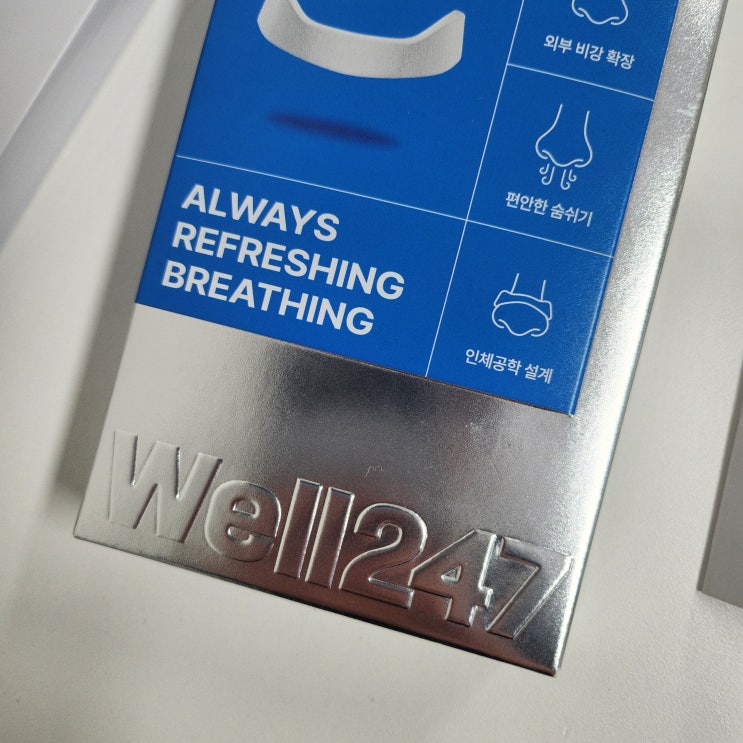 외부 비강 확장
편안한 숨쉬기
ALWAYS
REFRESHING
BREATHING
인체공학 설계
Well247